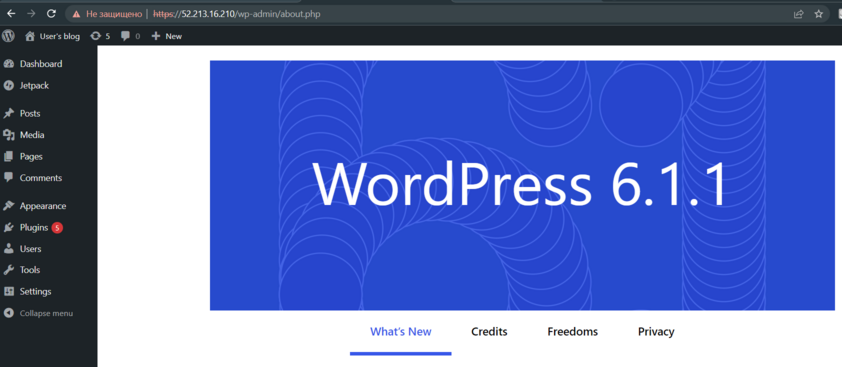 Не защищено https://52.213.16.210/wp-admin/about.php
User's blog 5 0 New
Dashboard
Jetpack
Posts
Media
Pages
Comments
Appearance
Plugins 5
Users
Tools
Settings
Collapse menu
WordPress 6.1.1
What's New Credits Freedoms Privacy